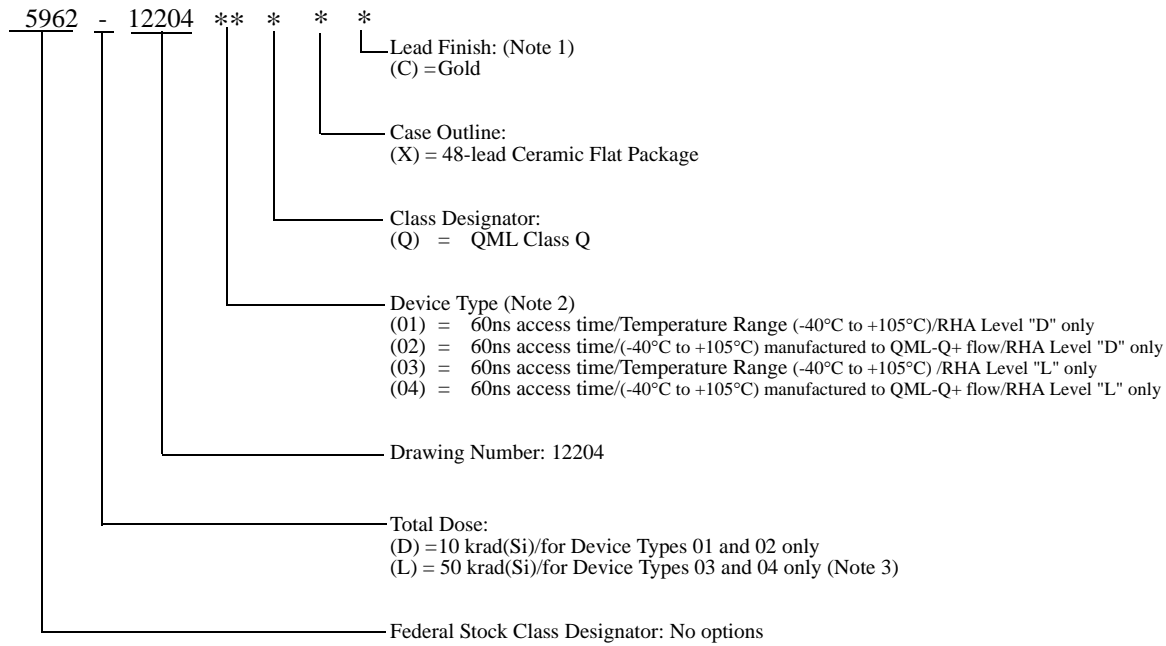 5962 - 12204 ** * * *
Lead Finish: (Note 1)
(C) =Gold
Case Outline:
(X) = 48-lead Ceramic Flat Package
Class Designator:
(Q) = QML Class Q
Device Type (Note 2)
(01) = 60ns access time/Temperature Range (-40°C to +105°C)/RHA Level "D" only
(02) = 60ns access time/(-40°C to +105°C) manufactured to QML-Q+ flow/RHA Level "D" only
(03) = 60ns access time/Temperature Range (-40°C to +105°C) /RHA Level "L" only
(04) = 60ns access time/(-40°C to +105°C) manufactured to QML-Q+ flow/RHA Level "L" only
Drawing Number: 12204
Total Dose:
(D) =10 krad(Si)/for Device Types 01 and 02 only
(L) = 50 krad(Si)/for Device Types 03 and 04 only (Note 3)
Federal Stock Class Designator: No options